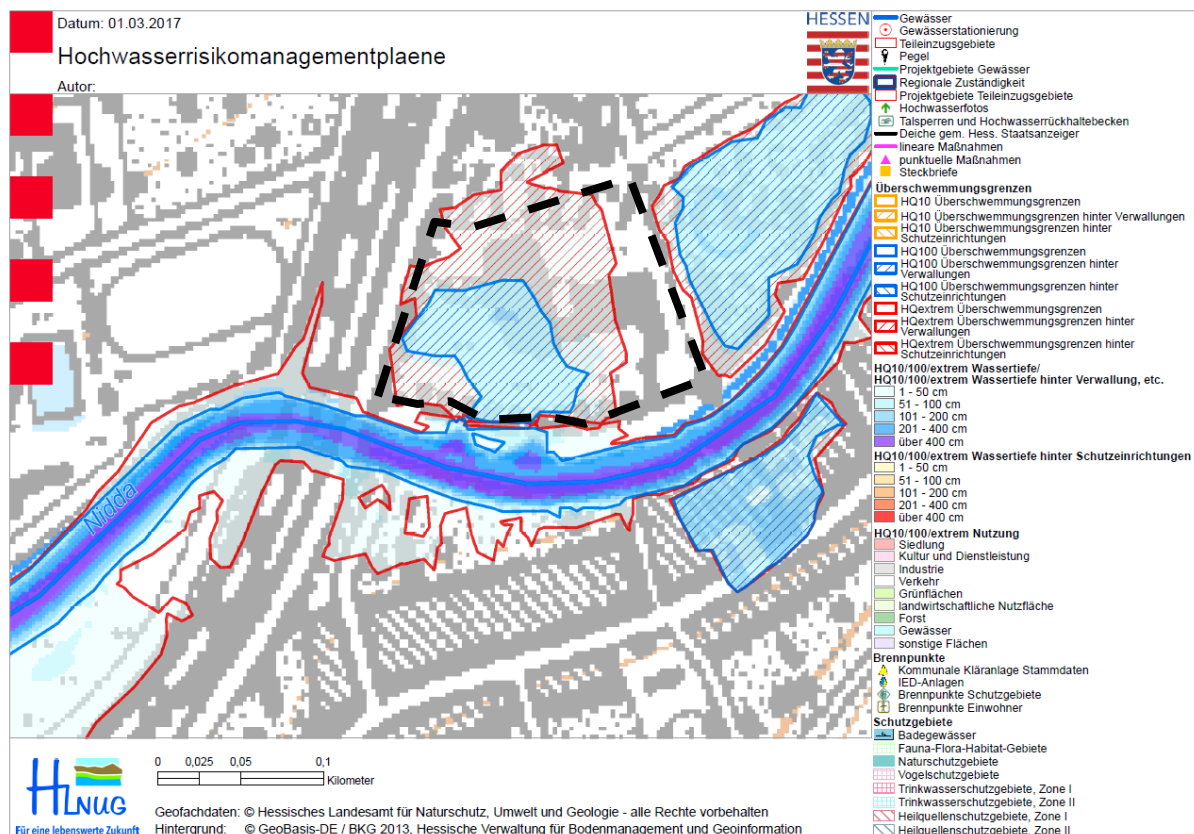 Datum: 01.03.2017
Hochwasserrisikomanagementplaene
Autor:
HESSEN
Nidda
Gewässer
Gewässerstationierung
Teileinzugsgebiete
Pegel
Projektgebiete Gewässer
Regionale Zuständigkeit
Projektgebiete Teileinzugsgebiete
Hochwasserfotos
Talsperren und Hochwasserrückhaltebecken
Deiche gem. Hess. Staatsanzeiger
lineare Maßnahmen
punktuelle Maßnahmen
Steckbriefe
Überschwemmungsgrenzen
HQ10 Überschwemmungsgrenzen
HQ10 Überschwemmungsgrenzen hinter Verwallungen
HQ10 Überschwemmungsgrenzen hinter
Schutzeinrichtungen
HQ100 Überschwemmungsgrenzen
HQ100 Überschwemmungsgrenzen hinter
Verwallungen
HQ100 Überschwemmungsgrenzen hinter
Schutzeinrichtungen
HQextrem Überschwemmungsgrenzen
HQextrem Überschwemmungsgrenzen hinter
Verwallungen
HQextrem Überschwemmungsgrenzen hinter
Schutzeinrichtungen
HQ10/100/extrem Wassertiefe/
HQ10/100/extrem Wassertiefe hinter Verwallung, etc.
1 - 50 cm
51 - 100 cm
101 - 200 cm
201 - 400 cm
über 400 cm
HQ10/100/extrem Wassertiefe hinter Schutzeinrichtungen
1 - 50 cm
51 - 100 cm
101 - 200 cm
201 - 400 cm
über 400 cm
HQ10/100/extrem Nutzung
Siedlung
Kultur und Dienstleistung
Industrie
Verkehr
Grünflächen
landwirtschaftliche Nutzfläche
Forst
Gewässer
sonstige Flächen
Brennpunkte
Kommunale Kläranlage Stammdaten
IED-Anlagen
Brennpunkte Schutzgebiete
Brennpunkte Einwohner
Schutzgebiete
Badegewässer
Fauna-Flora-Habitat-Gebiete
Naturschutzgebiete
Vogelschutzgebiete
Trinkwasserschutzgebiete, Zone I
Trinkwasserschutzgebiete, Zone II
Heilquellenschutzgebiete, Zone I
Heilquellenschutzgebiete, Zone II
HLNUG
Für eine lebenswerte Zukunft
0 0,025 0,05 0,1
Kilometer
Geofachdaten: © Hessisches Landesamt für Naturschutz, Umwelt und Geologie - alle Rechte vorbehalten
Hintergrund: © GeoBasis-DE / BKG 2013, Hessische Verwaltung für Bodenmanagement und Geoinformation